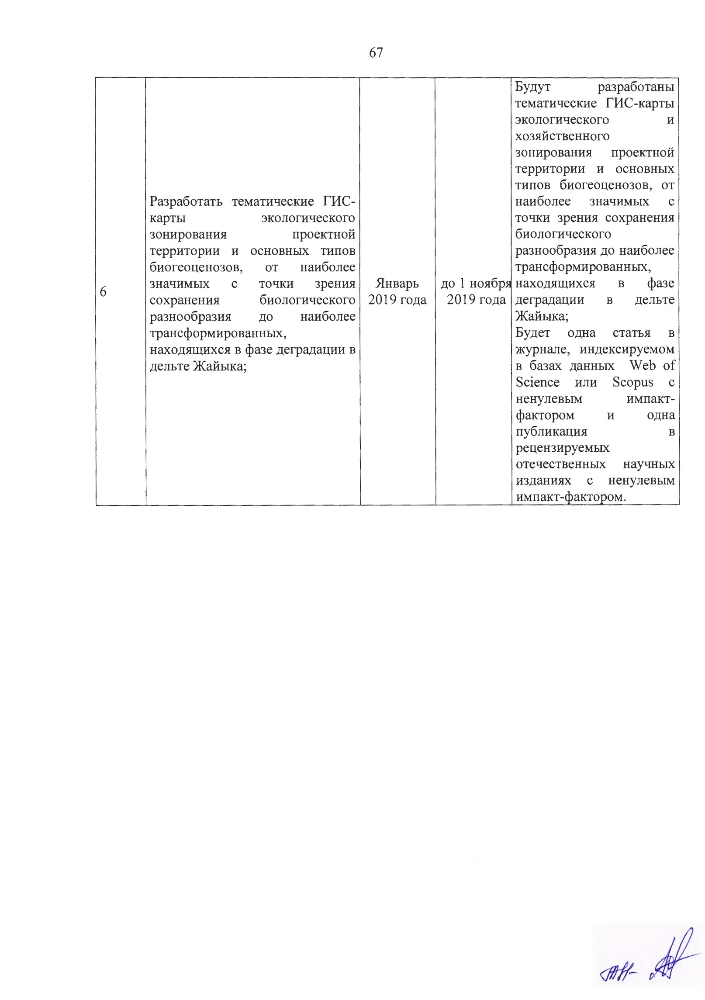 67
6
Разработать тематические ГИС-
карты экологического
зонирования проектной
территории и основных типов
биогеоценозов, от наиболее
значимых с точки зрения
сохранения биологического
разнообразия до наиболее
трансформированных,
находящихся в фазе деградации в
дельте Жайыка;
Январь
2019 года
до 1 ноября
2019 года
Будут разработаны
тематические ГИС-карты
экологического и
хозяйственного
зонирования проектной
территории и основных
типов биогеоценозов, от
наиболее значимых с
точки зрения сохранения
биологического
разнообразия до наиболее
трансформированных,
находящихся в фазе
деградации в дельте
Жайыка;
Будет одна статья в
журнале, индексируемом
в базах данных Web of
Science или Scopus с
ненулевым импакт-
фактором и одна
публикация в
рецензируемых
отечественных научных
изданиях с ненулевым
импакт-фактором.